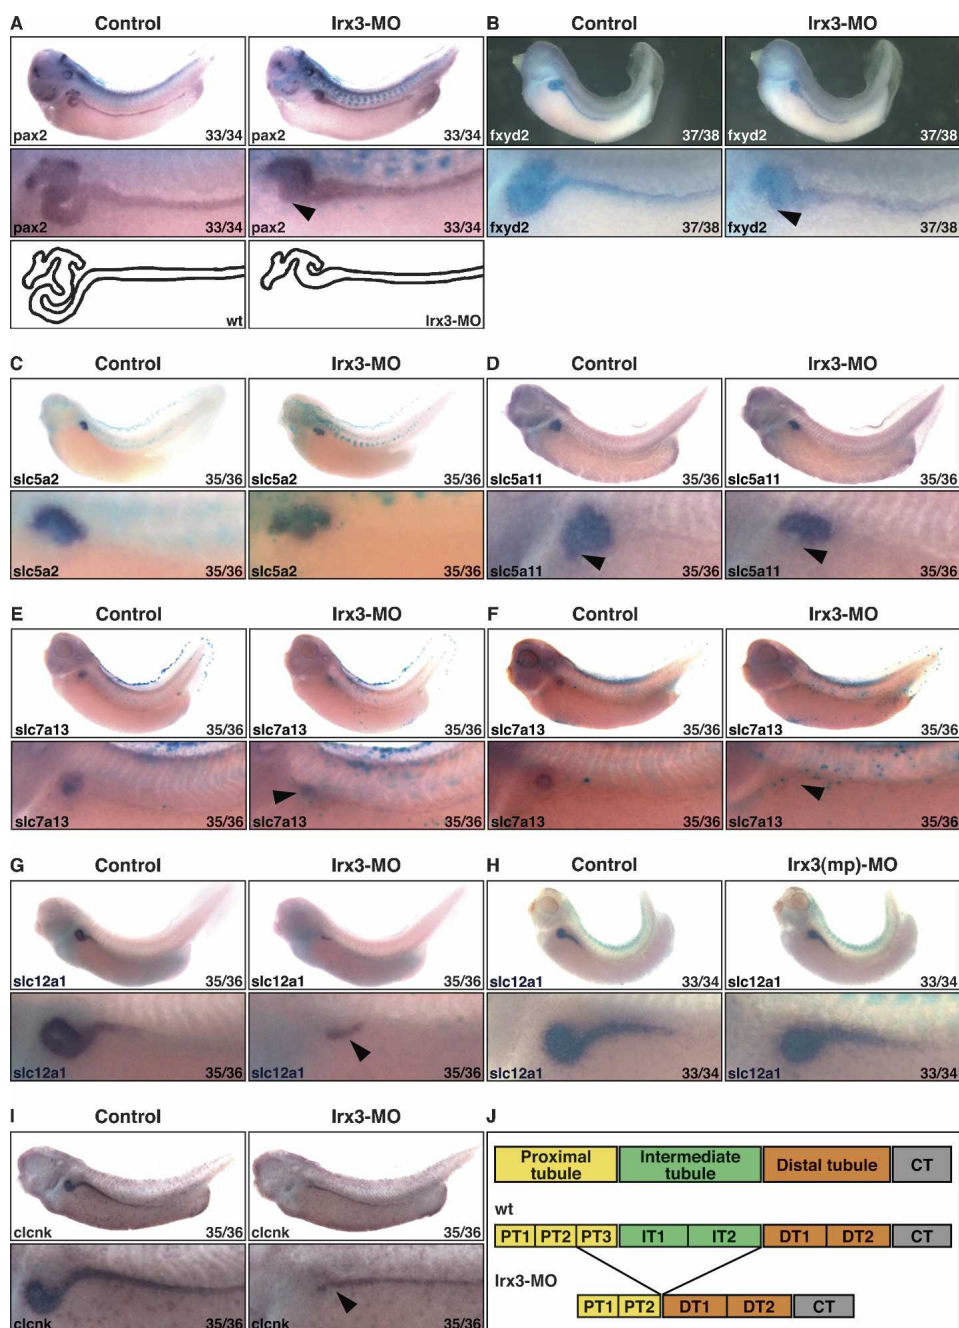 A Control Irx3-MO B Control Irx3-MO
pax2 33/34 pax2 33/34 fxyd2 37/38 fxyd2 37/38
pax2 33/34 pax2 33/34 fxyd2 37/38 fxyd2 37/38
wt Irx3-MO
C Control Irx3-MO D Control Irx3-MO
slc5a2 35/36 slc5a2 35/36 slc5a11 35/36 slc5a11 35/36
slc5a2 35/36 slc5a2 35/36 slc5a11 35/36 slc5a11 35/36
E Control Irx3-MO F Control Irx3-MO
slc7a13 35/36 slc7a13 35/36 slc7a13 35/36 slc7a13 35/36
slc7a13 35/36 slc7a13 35/36 slc7a13 35/36 slc7a13 35/36
G Control Irx3-MO H Control Irx3(mp)-MO
slc12a1 35/36 slc12a1 35/36 slc12a1 33/34 slc12a1 33/34
slc12a1 35/36 slc12a1 35/36 slc12a1 33/34 slc12a1 33/34
I Control Irx3-MO J
clcnk 35/36 clcnk 35/36
clcnk 35/36 clcnk 35/36
Proximal tubule Intermediate tubule Distal tubule CT
wt
PT1 PT2 PT3 IT1 IT2 DT1 DT2 CT
Irx3-MO
PT1 PT2 DT1 DT2 CT